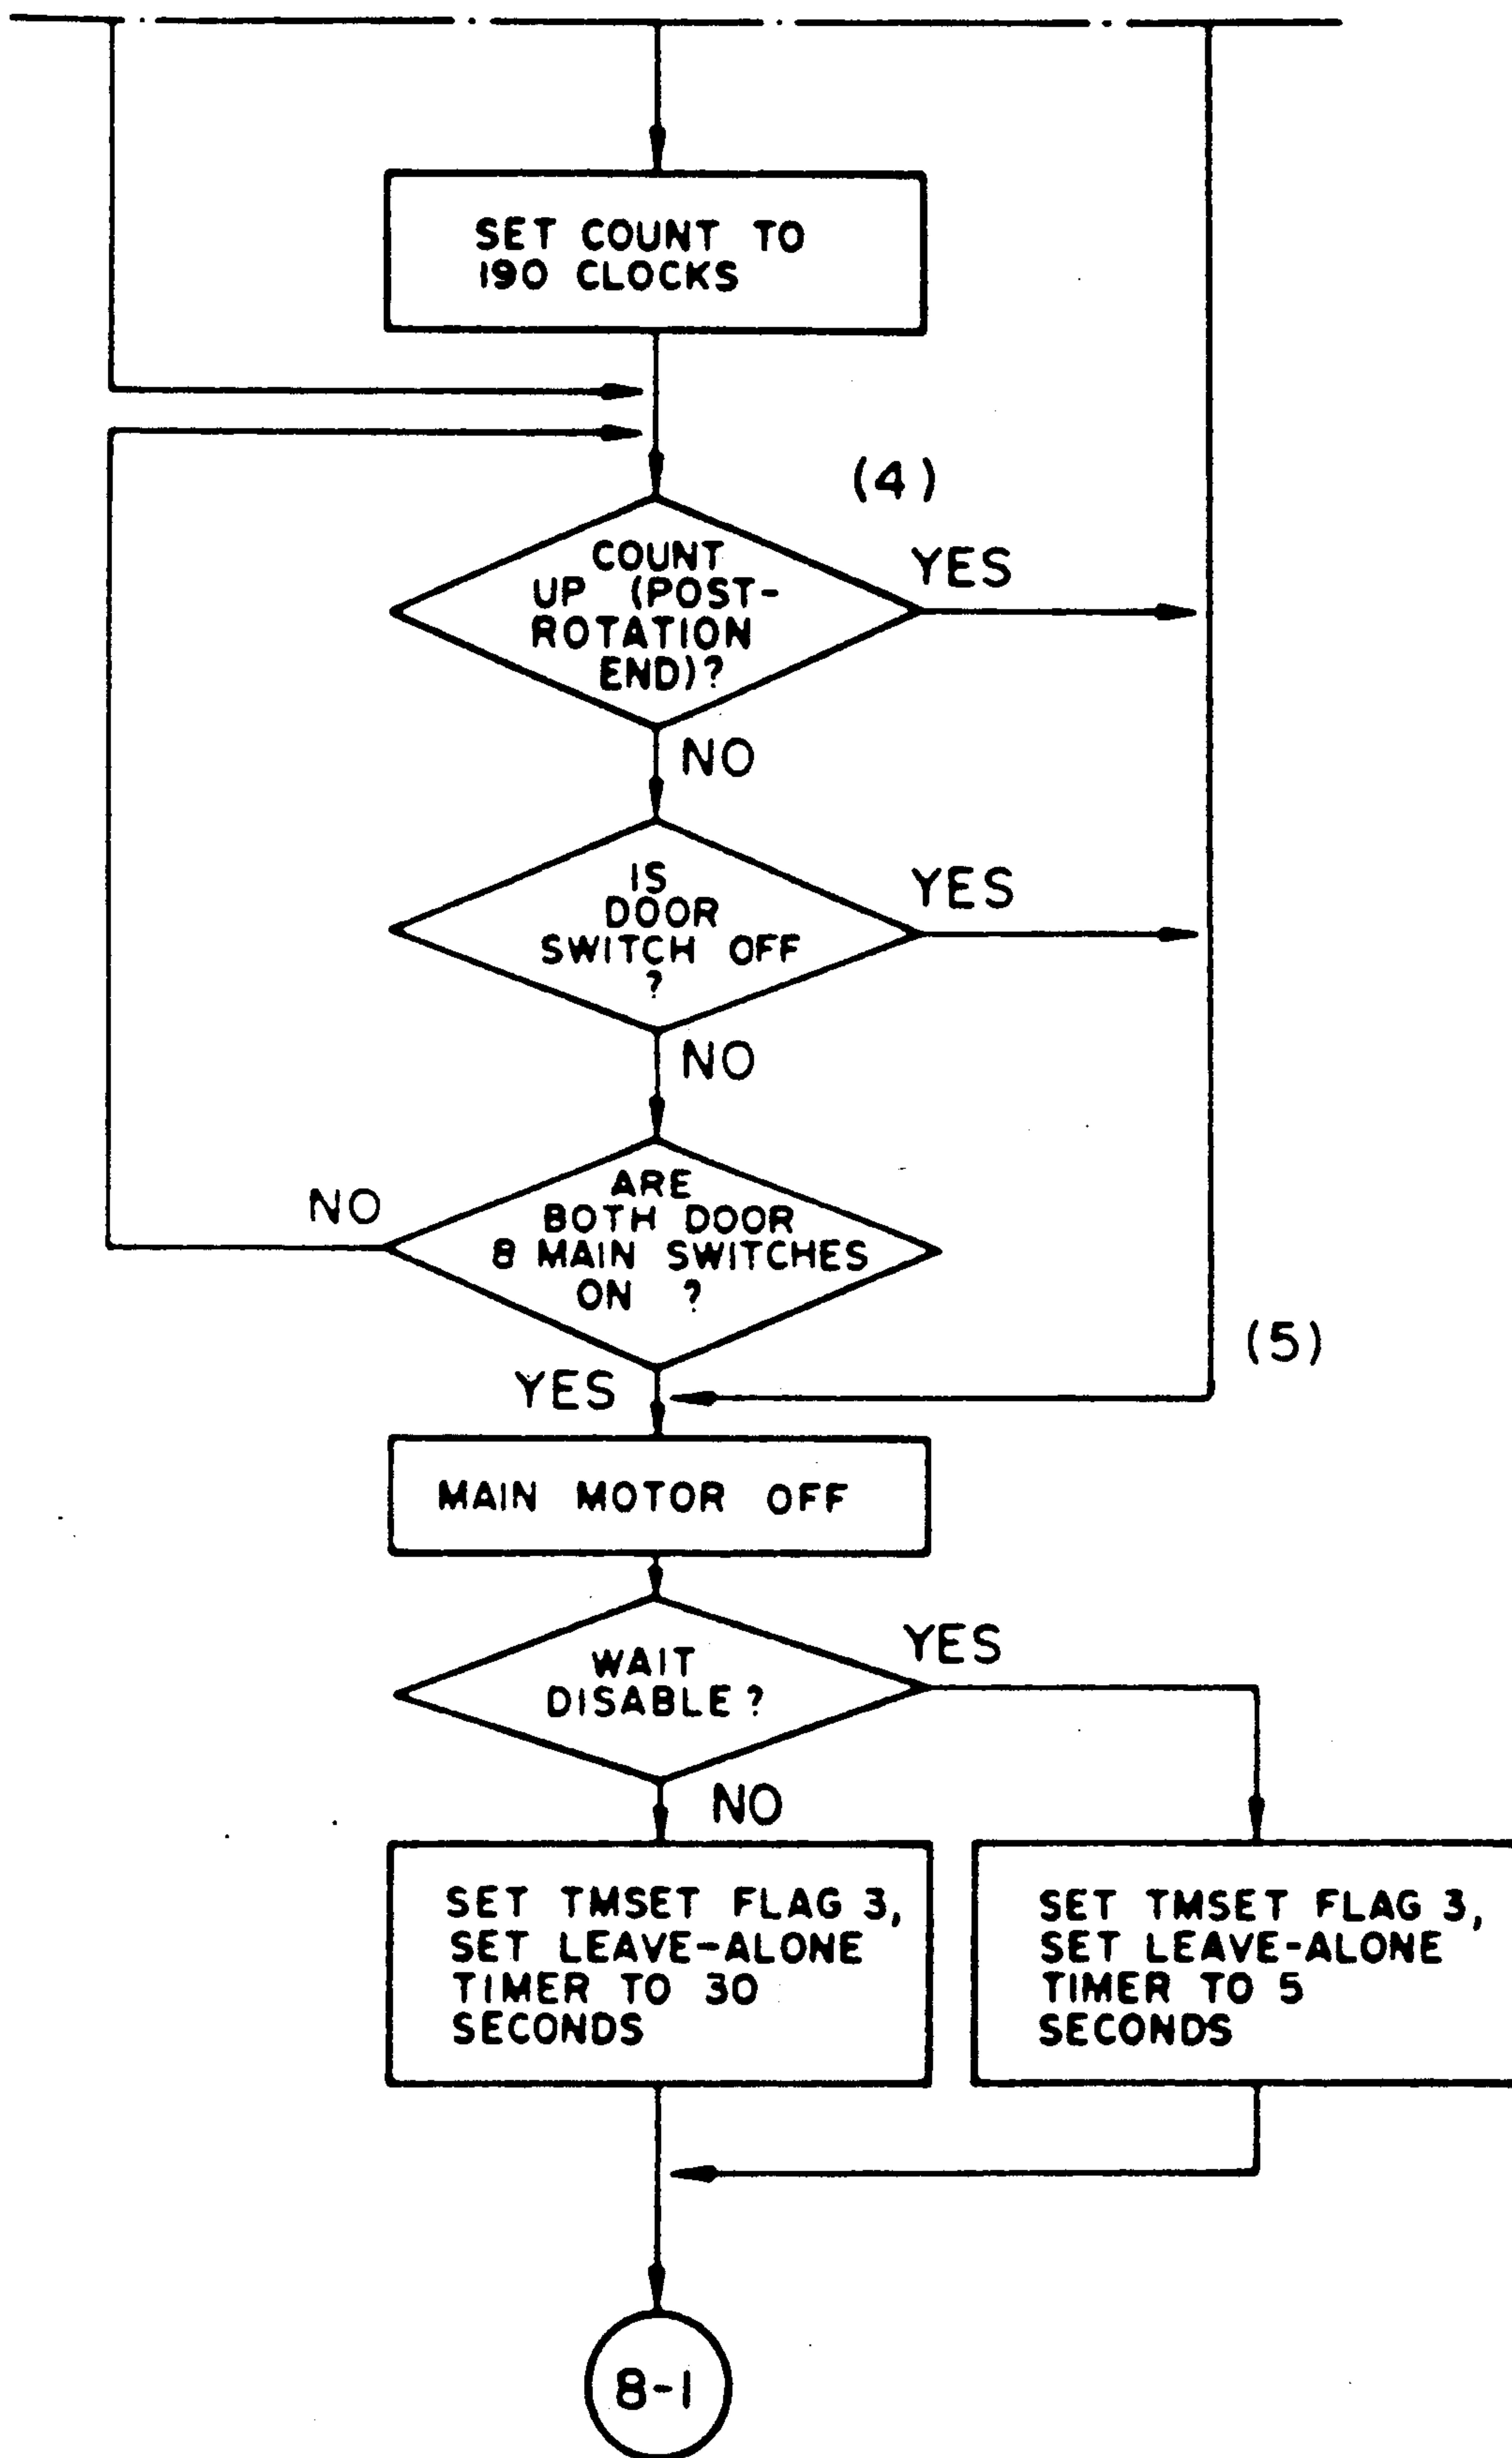 SET COUNT TO
190 CLOCKS
(4)
COUNT
UP (POST-
ROTATION
END)?
YES
NO
IS
DOOR
SWITCH OFF
?
YES
NO
ARE
BOTH DOOR
& MAIN SWITCHES
ON ?
NO
YES
(5)
MAIN MOTOR OFF
WAIT
DISABLE?
YES
NO
SET TMSET FLAG 3,
SET LEAVE-ALONE
TIMER TO 30
SECONDS
SET TMSET FLAG 3,
SET LEAVE-ALONE
TIMER TO 5
SECONDS
8-1